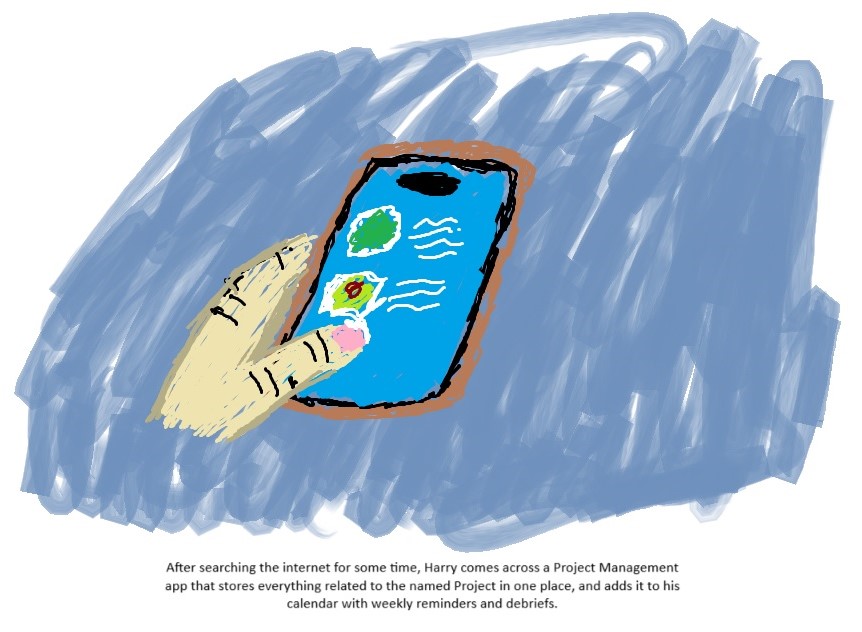 After searching the internet for some time, Harry comes across a Project Management
app that stores everything related to the named Project in one place, and adds it to his
calendar with weekly reminders and debriefs.